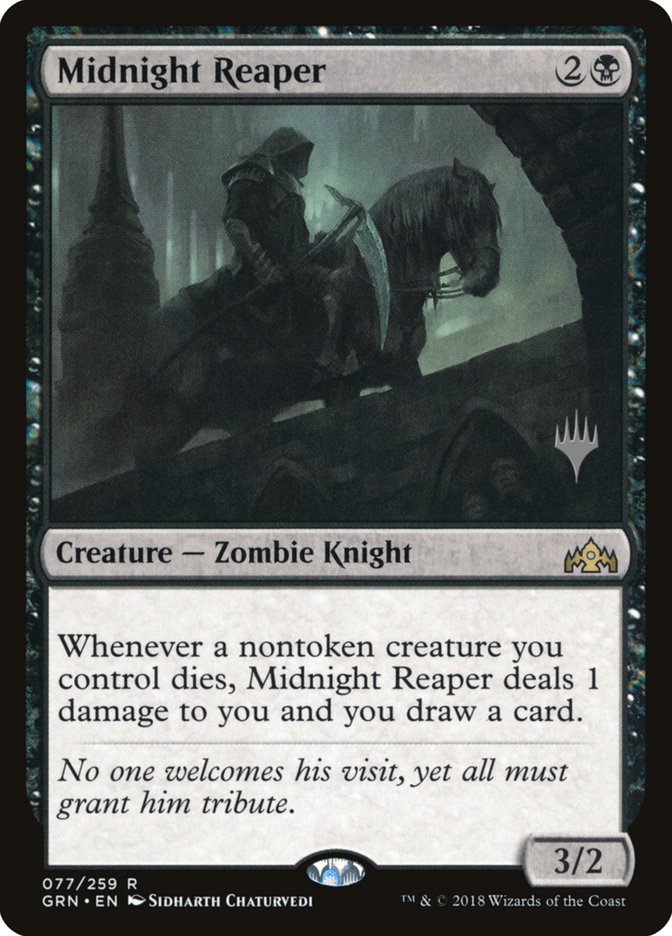 Midnight Reaper 2
Creature — Zombie Knight
Whenever a nontoken creature you
control dies, Midnight Reaper deals 1
damage to you and you draw a card.
No one welcomes his visit, yet all must
grant him tribute.
3/2
077/259 R
GRN • EN Sidharth Chaturvedi ™ & © 2018 Wizards of the Coast